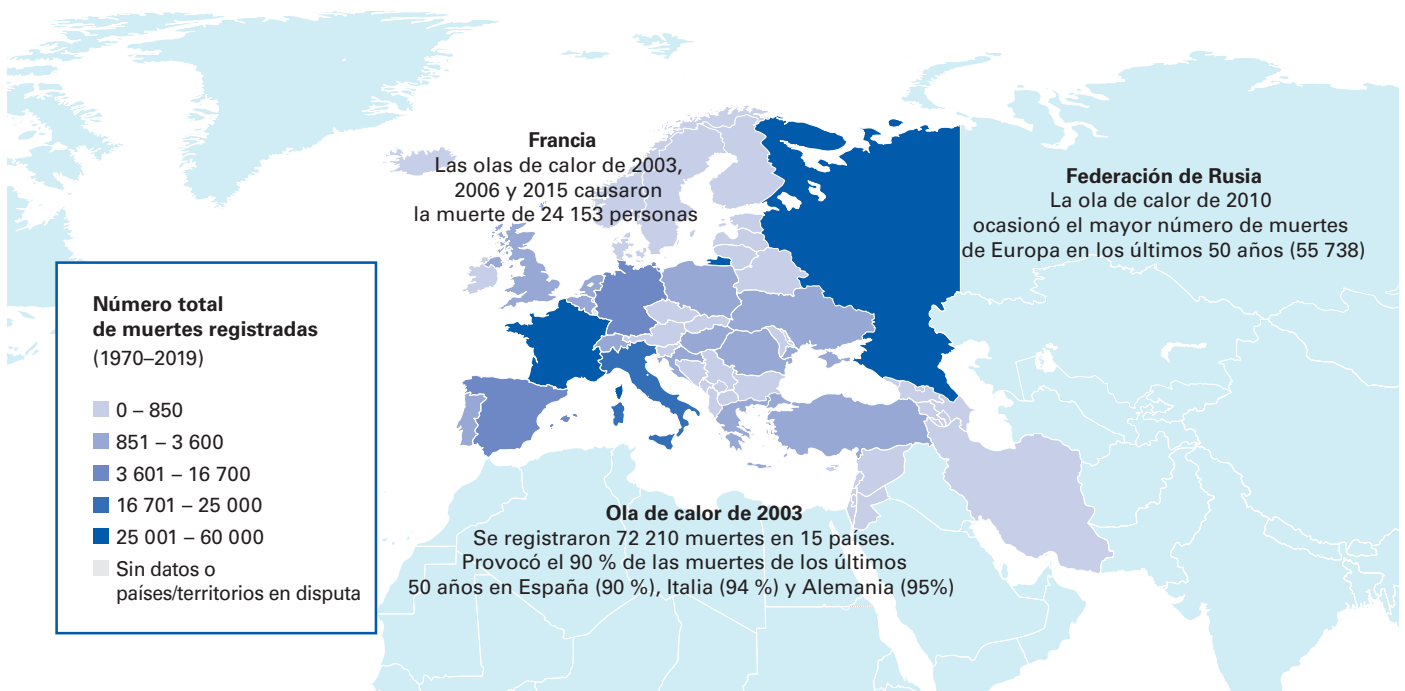 Francia
Las olas de calor de 2003,
2006 y 2015 causaron
la muerte de 24 153 personas
Federación de Rusia
La ola de calor de 2010
ocasionó el mayor número de muertes
de Europa en los últimos 50 años (55 738)
Número total
de muertes registradas
(1970–2019)
0 – 850
851 – 3 600
3 601 – 16 700
16 701 – 25 000
25 001 – 60 000
Sin datos o
países/territorios en disputa
Ola de calor de 2003
Se registraron 72 210 muertes en 15 países.
Provocó el 90 % de las muertes de los últimos
50 años en España (90 %), Italia (94 %) y Alemania (95%)